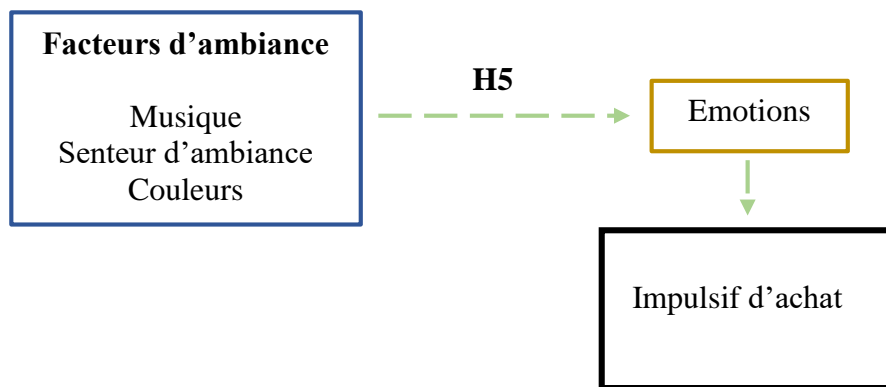 Facteurs d’ambiance
Musique
Senteur d’ambiance
Couleurs
H5
Emotions
Impulsif d’achat